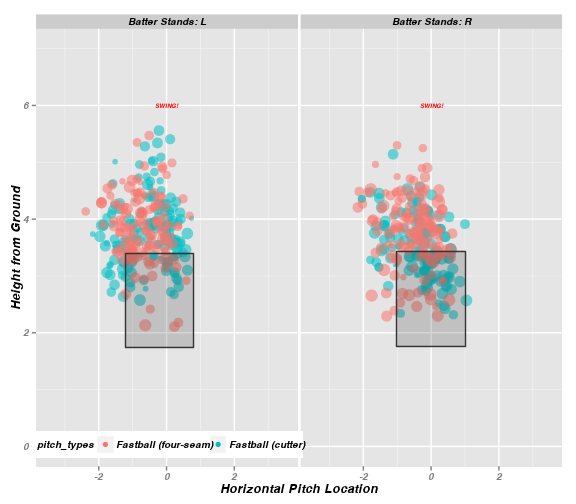 Batter Stands: L
Batter Stands: R
6
SWING!
SWING!
4
2
0
Height from Ground
pitch_types
Fastball (four-seam)
Fastball (cutter)
-2
0
2
-2
0
2
Horizontal Pitch Location